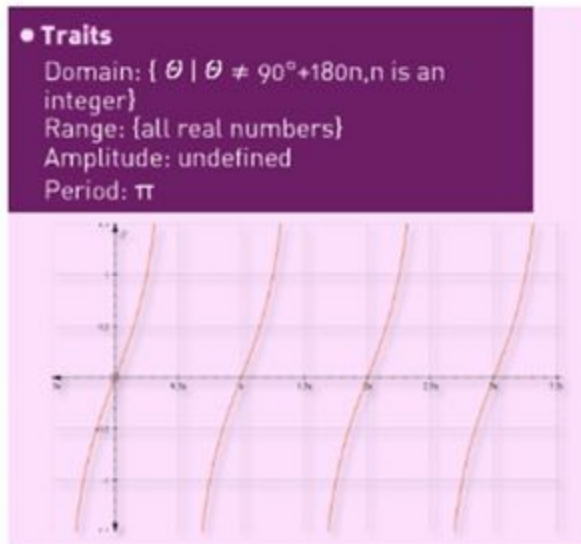 • Traits
Domain: { θ | θ ≠ 90°+180n,n is an
integer}
Range: {all real numbers}
Amplitude: undefined
Period: π